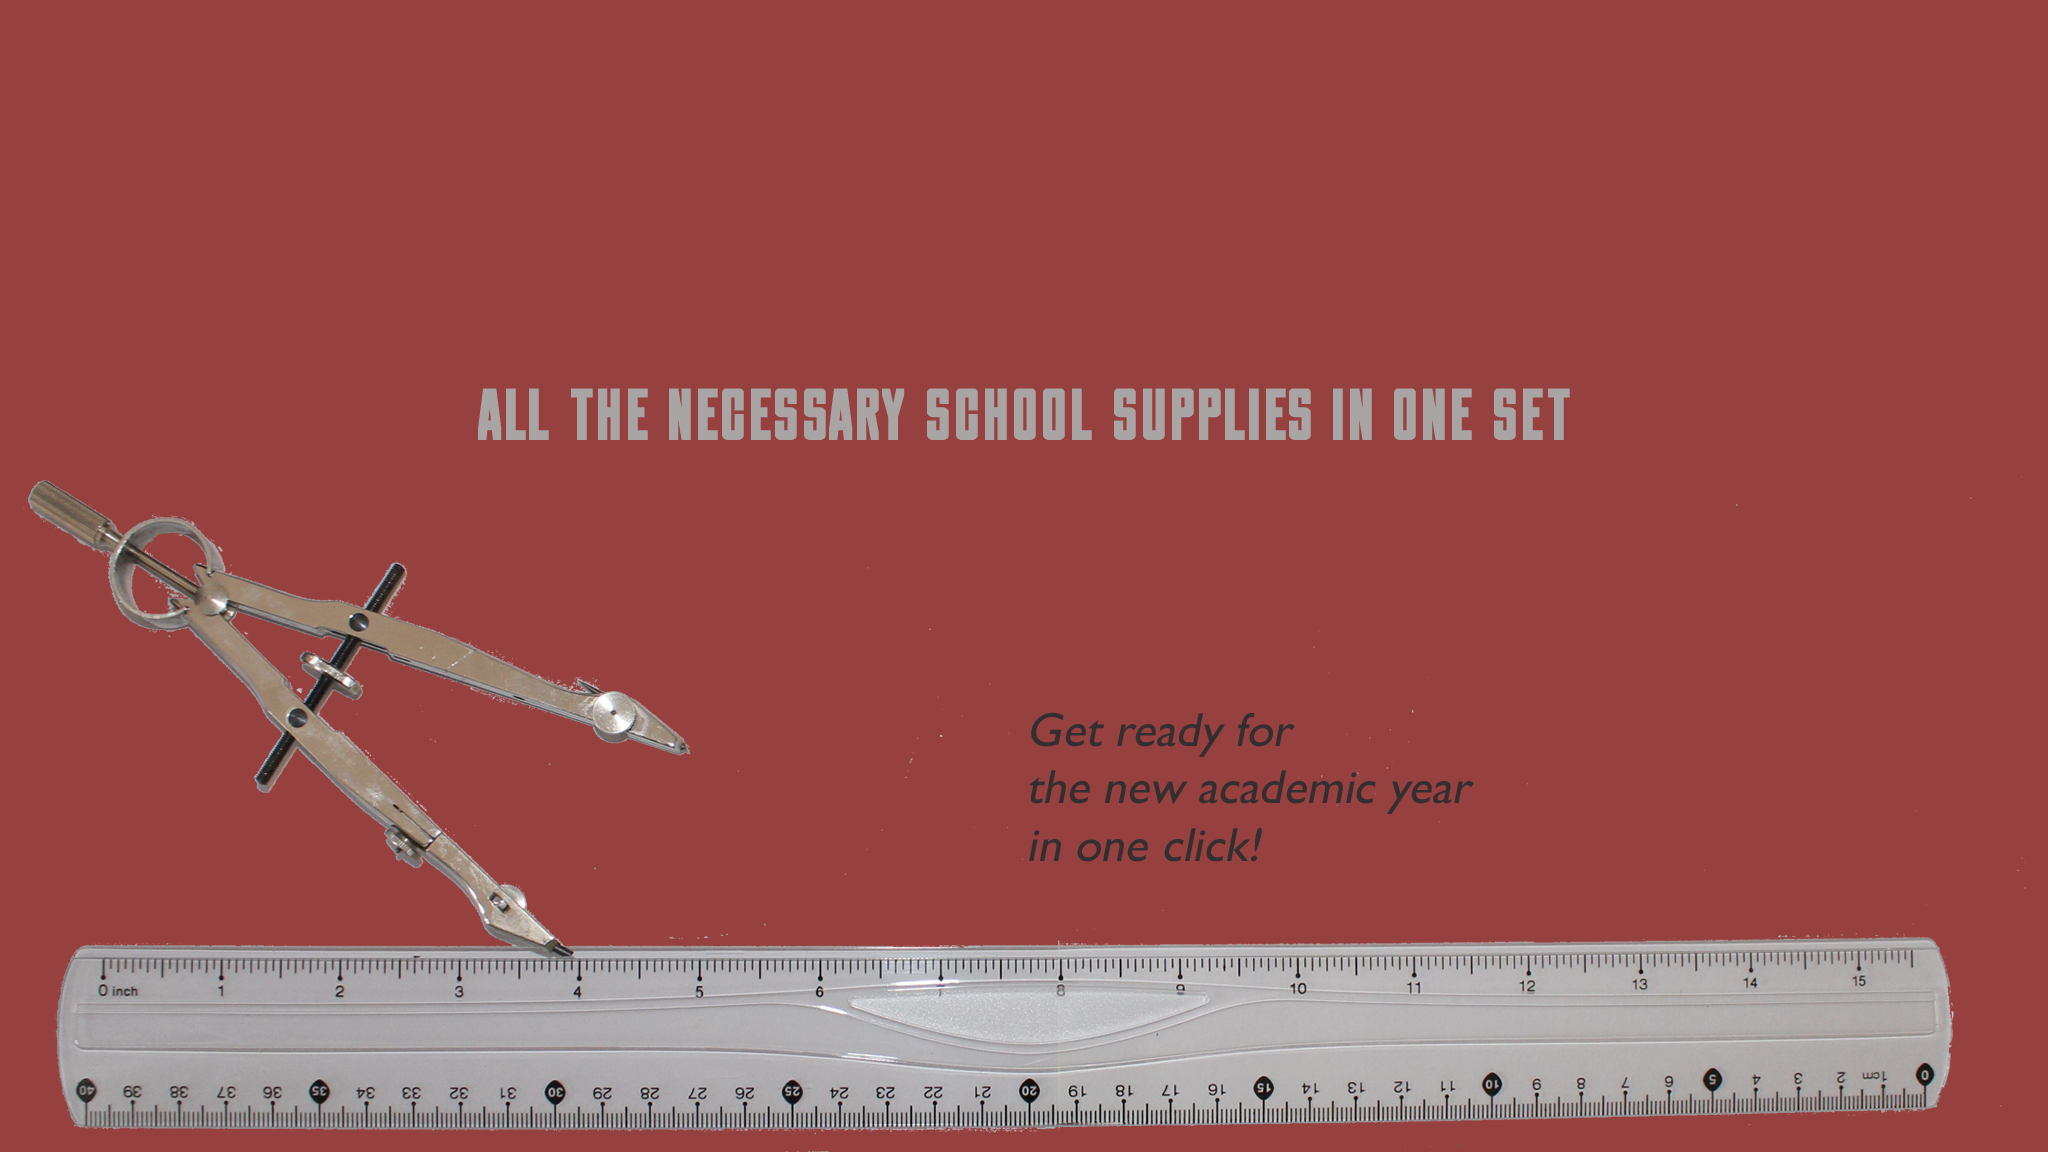 ALL THE NECESSARY SCHOOL SUPPLIES IN ONE SET
Get ready for
the new academic year
in one click!
0 inch 1 2 3 4 5 6 7 8 9 10 11 12 13 14 15
40 39 38 37 36 35 34 33 32 31 30 29 28 27 26 25 24 23 22 21 20 19 18 17 16 15 14 13 12 11 10 9 8 7 6 5 4 3 2 1cm 0